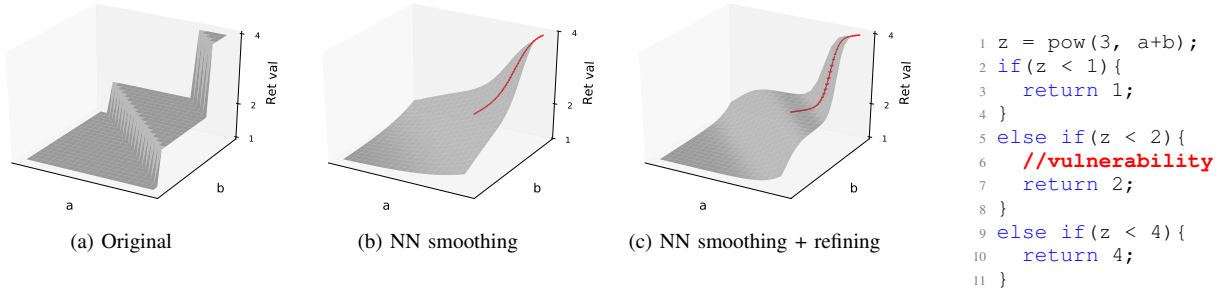 4
2
1
Ret val
a
b
(a) Original
4
2
1
Ret val
a
b
(b) NN smoothing
4
2
1
Ret val
a
b
(c) NN smoothing + refining
1 z = pow(3, a+b);
2 if(z < 1){
3 return 1;
4 }
5 else if(z < 2){
6 //vulnerability
7 return 2;
8 }
9 else if(z < 4){
10 return 4;
11 }